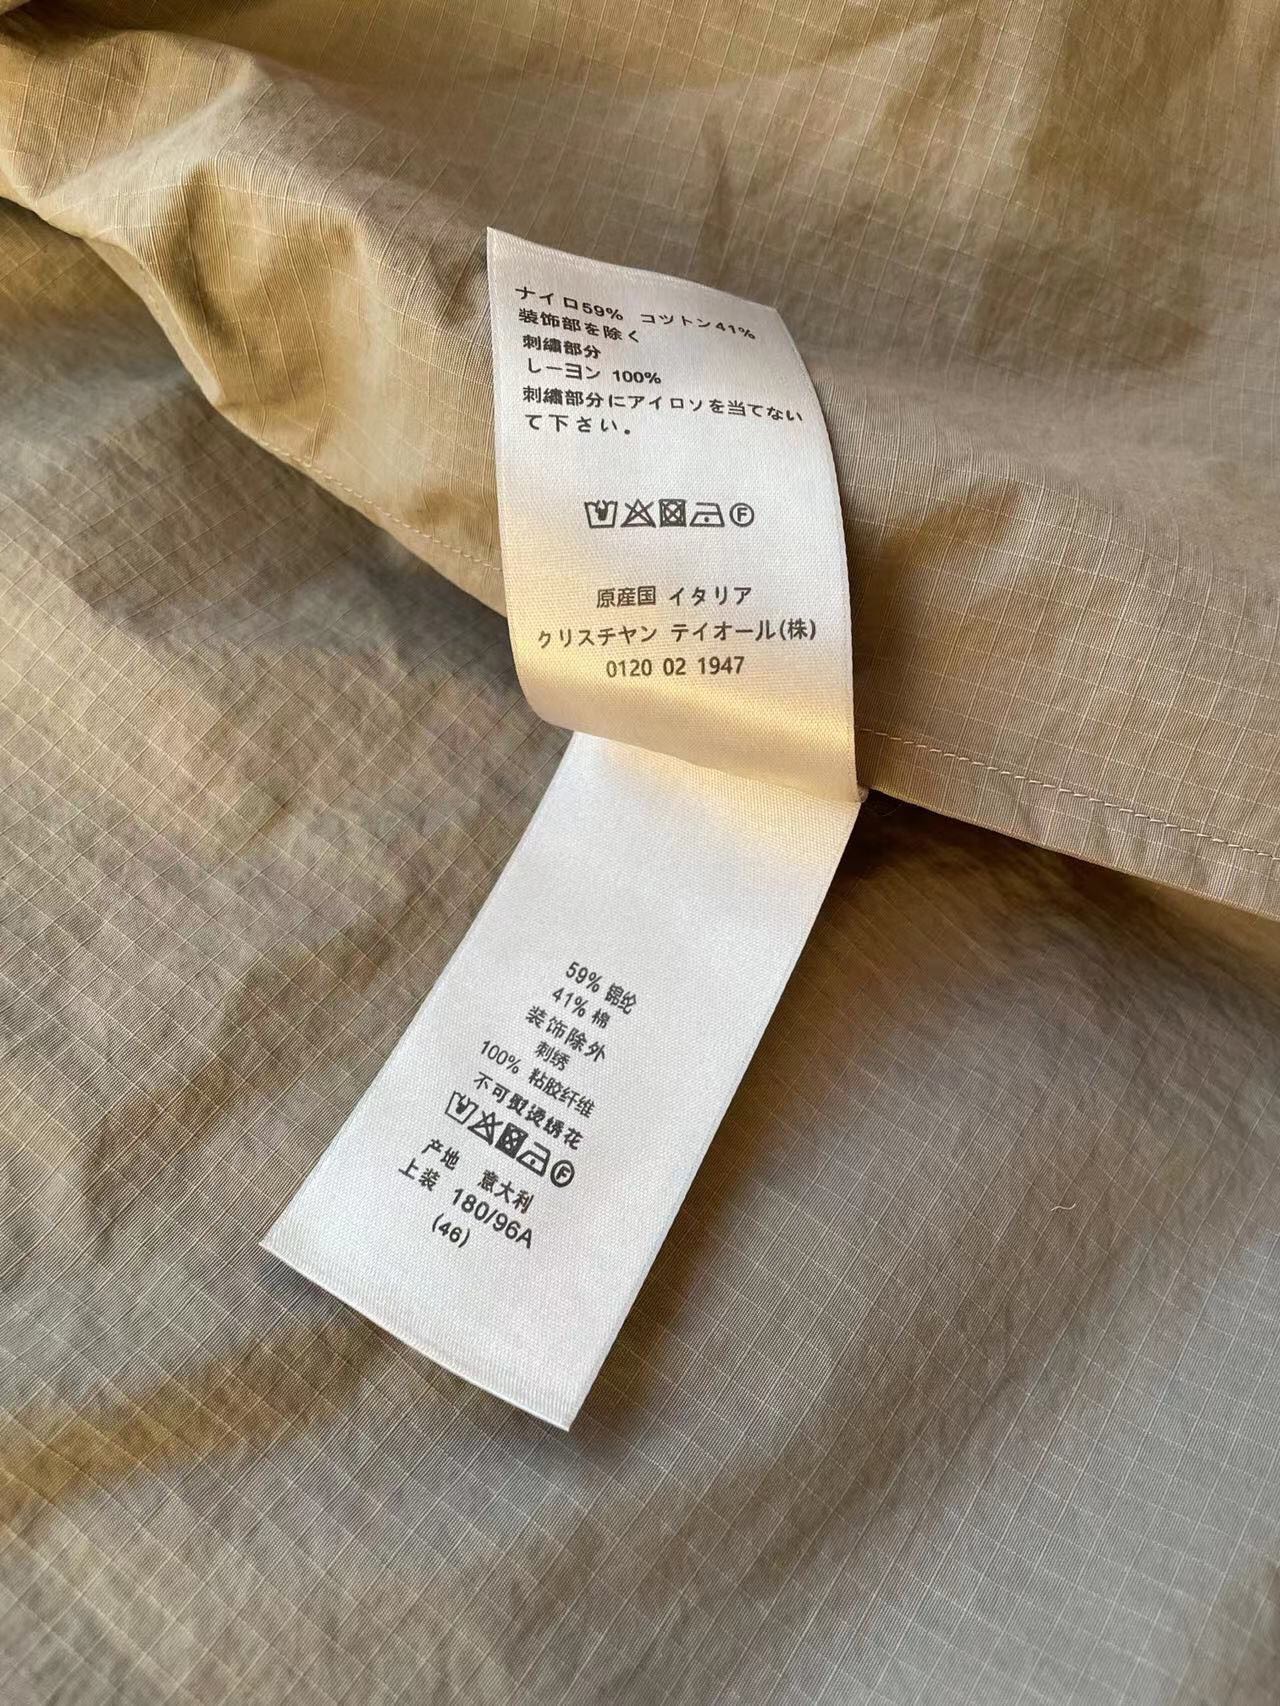 ナイロ59% コツトン41%
装飾部を除く
刺繡部分
しーヨン 100%
刺繡部分にアイロソを当てない
て下さい。
F
原産国 イタリア
クリスチヤン テイオール(株)
0120 02 1947
59% 锦纶
41% 棉
装饰除外
刺绣
100% 粘胶纤维
不可熨烫绣花
F
产地 意大利
上装 180/96A
(46)